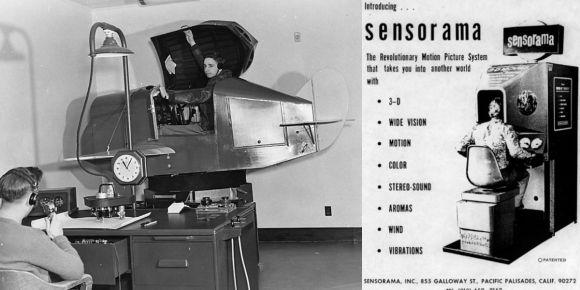 Introducing . . .
sensorama
sensorama
The Revolutionary Motion Picture System
that takes you into another world
with
• 3-D
• WIDE VISION
• MOTION
• COLOR
• STEREO-SOUND
• AROMAS
• WIND
• VIBRATIONS
PATENTED
SENSORAMA, INC., 855 GALLOWAY ST., PACIFIC PALISADES, CALIF. 90272